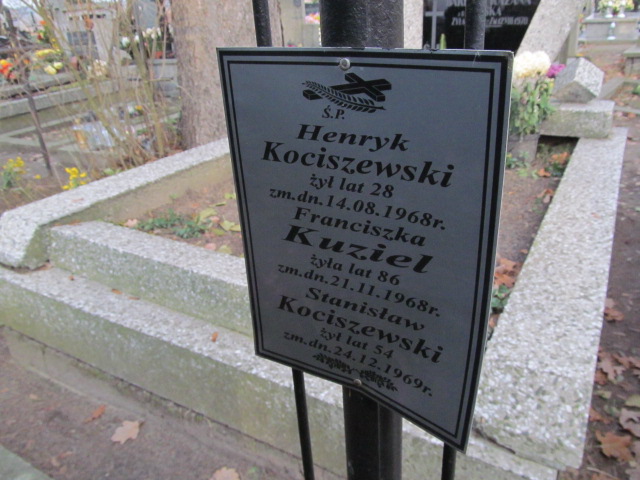 Ś.P.
Henryk
Kociszewski
żył lat 28
zm.dn.14.08.1968r.
Franciszka
Kuziel
żyła lat 86
zm.dn.21.11.1968r.
Stanisław
Kociszewski
żył lat 54
zm.dn.24.12.1969r.